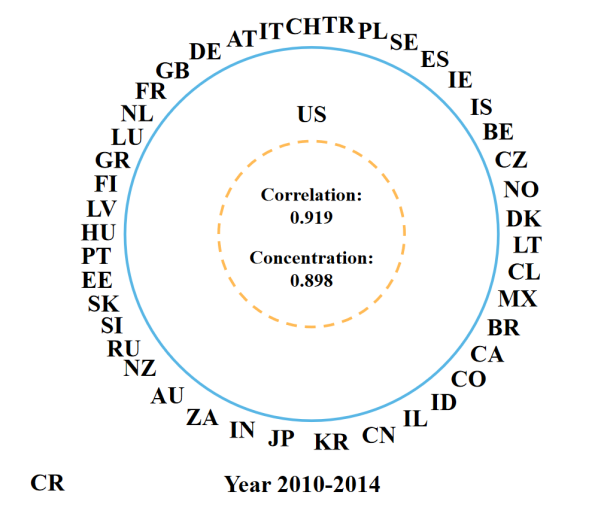 AT IT CH TR PL
DE SE
GB ES
FR IE
NL IS
US
LU BE
GR CZ
FI NO
Correlation:
0.919
LV DK
HU LT
PT CL
Concentration:
0.898
EE MX
SK BR
SI CA
RU CO
NZ ID
AU IL
ZA CN
IN JP KR
CR
Year 2010-2014